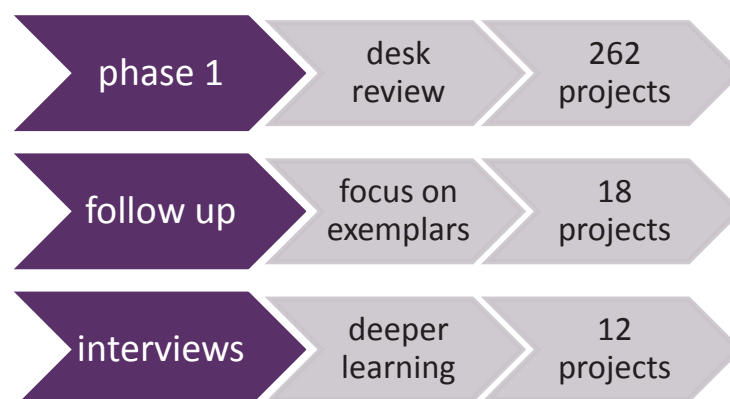 phase 1
desk
review
262
projects
follow up
focus on
exemplars
18
projects
interviews
deeper
learning
12
projects